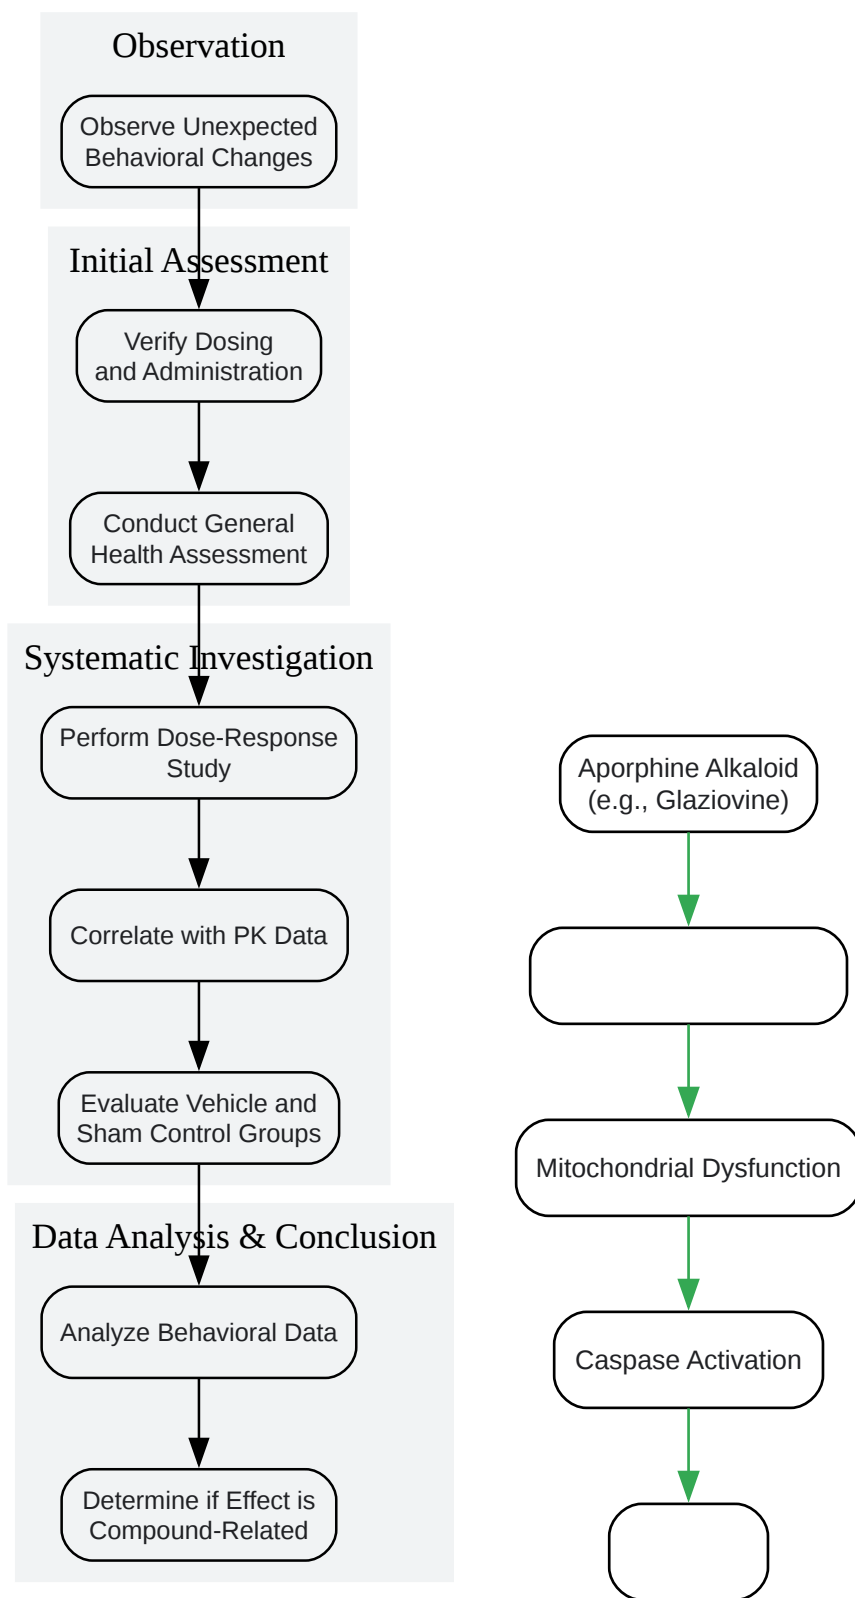 Observation
Observe Unexpected
Behavioral Changes
Initial Assessment
Verify Dosing
and Administration
Conduct General
Health Assessment
Systematic Investigation
Perform Dose-Response
Study
Correlate with PK Data
Evaluate Vehicle and
Sham Control Groups
Data Analysis & Conclusion
Analyze Behavioral Data
Determine if Effect is
Compound-Related
Aporphine Alkaloid
(e.g., Glaziovine)
Mitochondrial Dysfunction
Caspase Activation